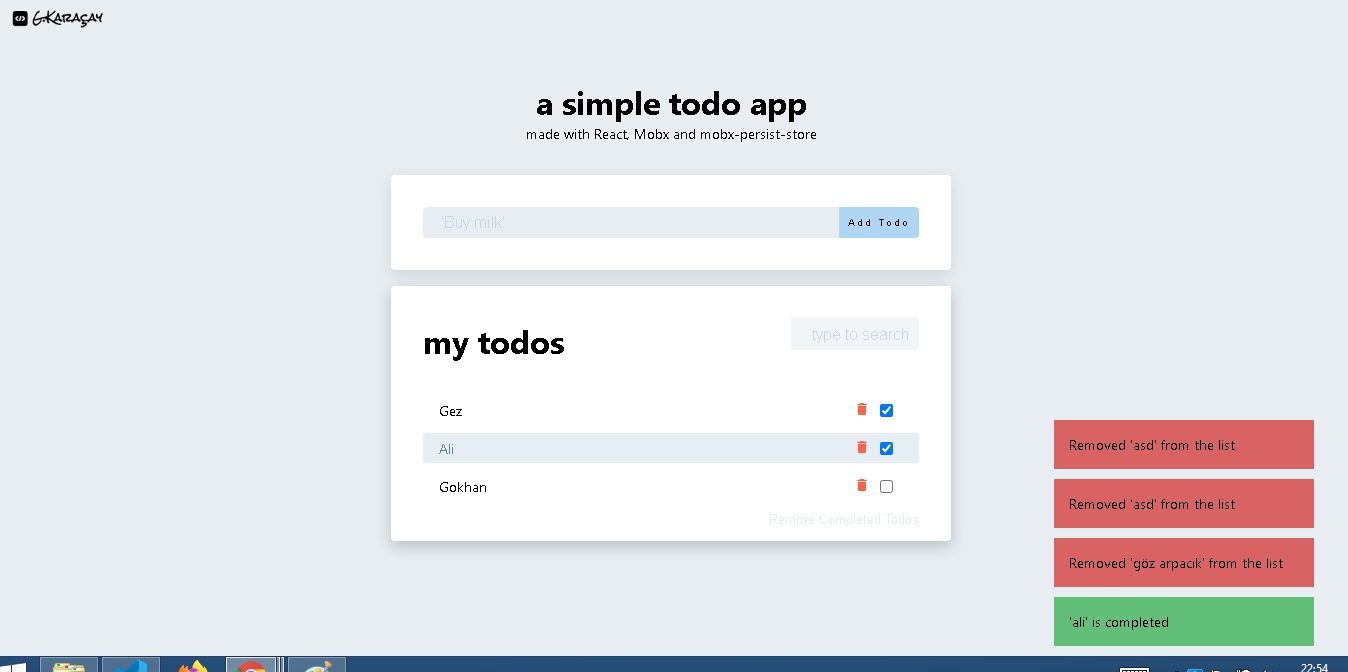 G.Karaçay
a simple todo app
made with React, Mobx and mobx-persist-store
'Buy milk'
Add Todo
my todos
type to search
Gez
Ali
Gokhan
Remove Completed Todos
Removed 'asd' from the list
Removed 'asd' from the list
Removed 'göz arpacık' from the list
'ali' is completed
22:54